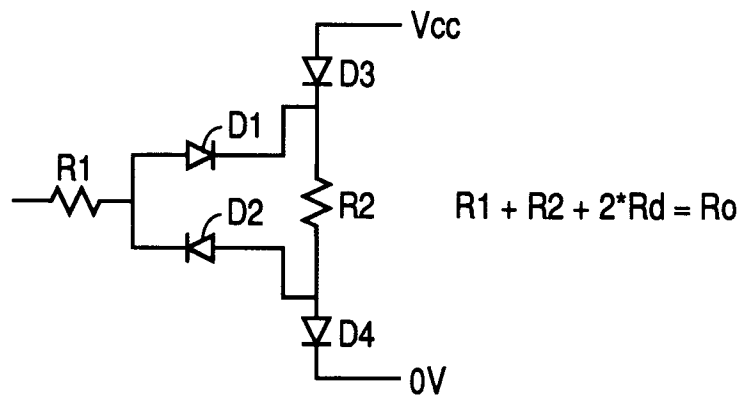 Vcc
D3
D1
R1
D2
R2
R1 + R2 + 2*Rd = Ro
D4
0V